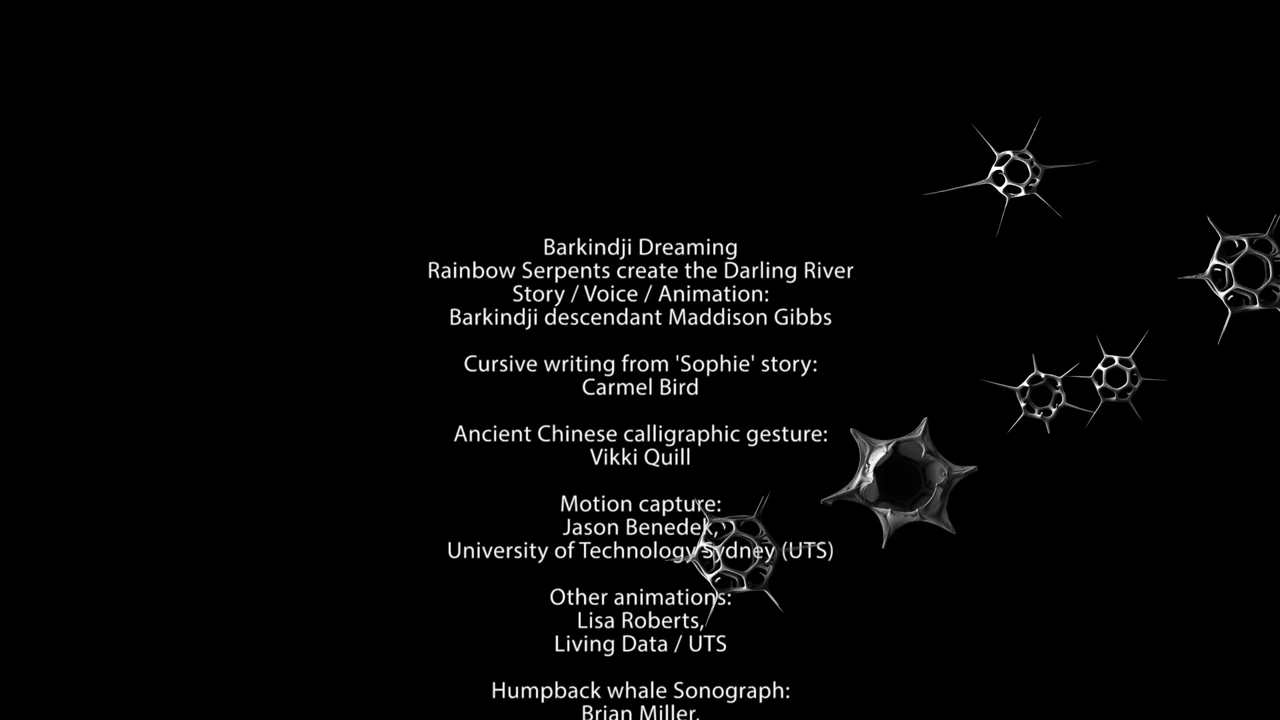 Barkindji Dreaming
Rainbow Serpents create the Darling River
Story / Voice / Animation:
Barkindji descendant Maddison Gibbs
Cursive writing from 'Sophie' story:
Carmel Bird
Ancient Chinese calligraphic gesture:
Vikki Quill
Motion capture:
Jason Benedek,
University of Technology Sydney (UTS)
Other animations:
Lisa Roberts,
Living Data / UTS
Humpback whale Sonograph:
Brian Miller,